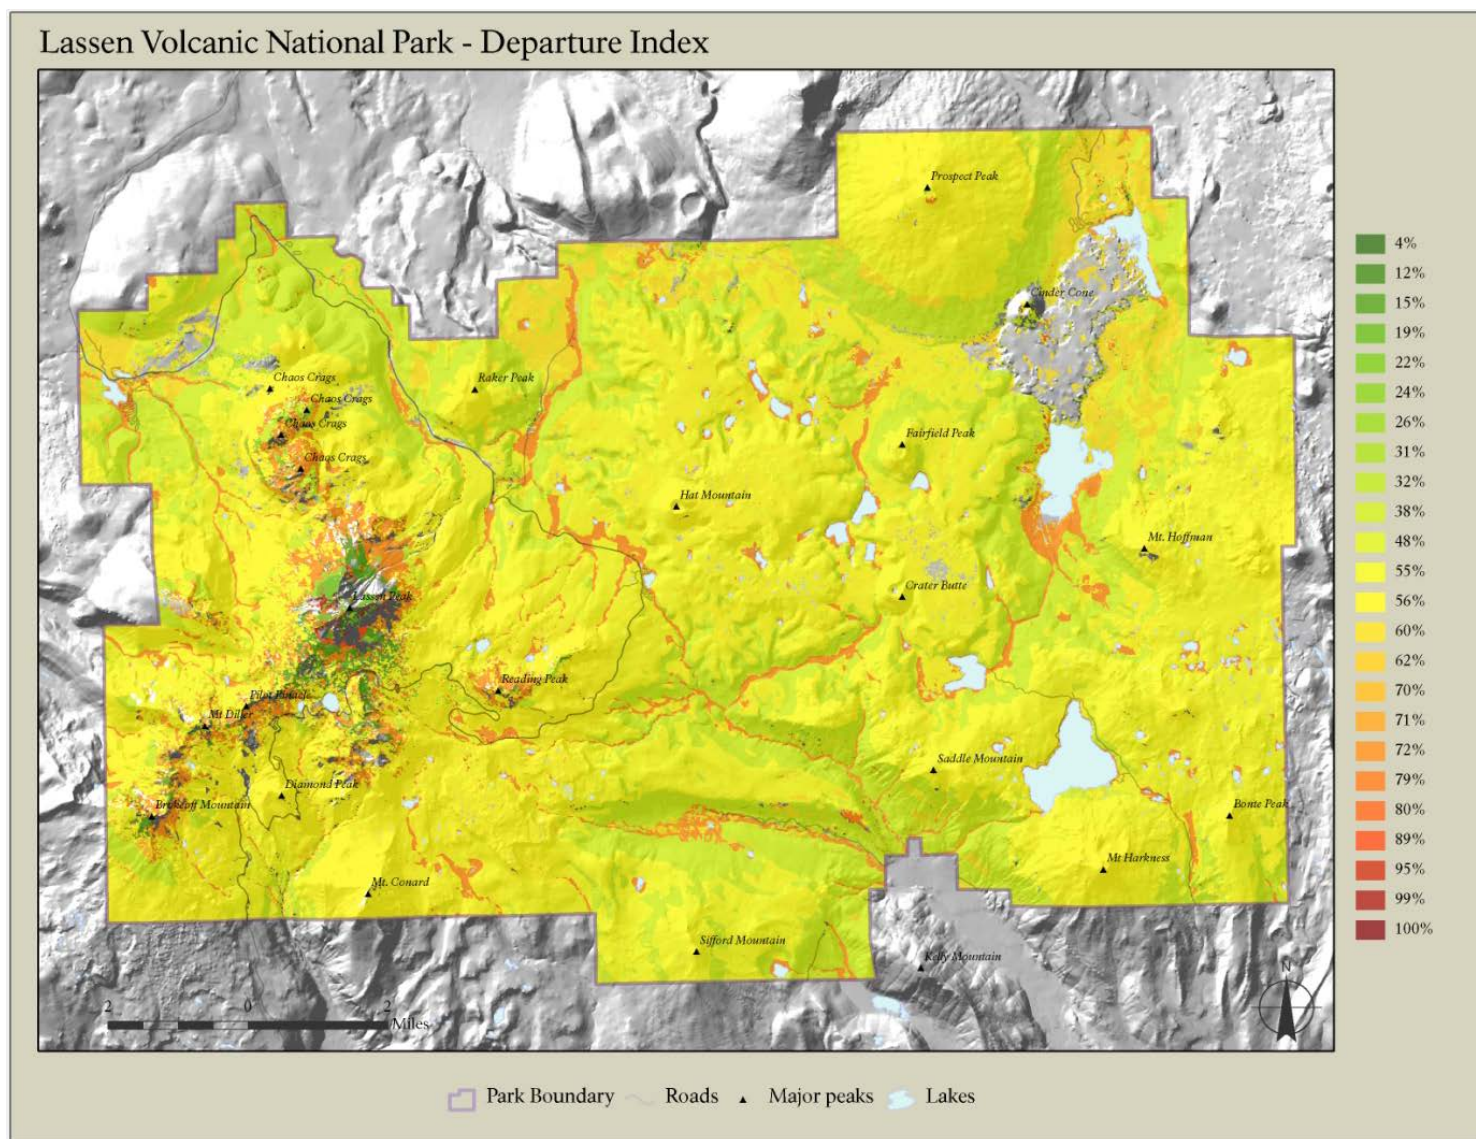 Lassen Volcanic National Park - Departure Index
Prospect Peak
Cinder Cone
Chaos Crags
Raker Peak
Chaos Crags
Chaos Crags
Fairfield Peak
Chaos Crags
Hat Mountain
Mt. Hoffman
Crater Butte
Lassen Peak
Reading Peak
Pilot Pinnacle
Mt Diller
Saddle Mountain
Diamond Peak
Brokeoff Mountain
Bonte Peak
Mt Harkness
Mt. Conard
Sifford Mountain
Kelly Mountain
N
2 0 2
Miles
4%
12%
15%
19%
22%
24%
26%
31%
32%
38%
48%
55%
56%
60%
62%
70%
71%
72%
79%
80%
89%
95%
99%
100%
Park Boundary Roads Major peaks Lakes